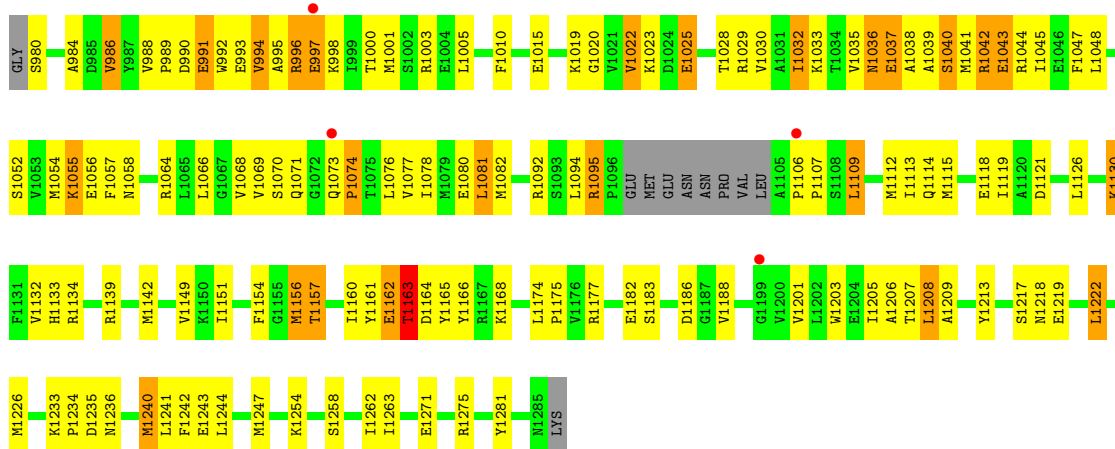 GLY S980 A984 D985 V986 Y987 V988 P989 D990 E991 W992 E993 V994 A995 R996 E997 K998 I999 T1000 M1001 S1002 R1003 E1004 L1005 F1010 E1015 K1019 G1020 V1021 V1022 K1023 D1024 E1025 T1028 R1029 V1030 A1031 I1032 K1033 T1034 V1035 N1036 E1037 A1038 A1039 S1040 M1041 R1042 E1043 R1044 I1045 E1046 F1047 L1048
S1052 V1053 M1054 K1055 E1056 F1057 N1058 R1064 L1065 L1066 G1067 V1068 V1069 S1070 Q1071 G1072 Q1073 P1074 T1075 L1076 V1077 I1078 M1079 E1080 L1081 M1082 R1092 S1093 L1094 R1095 P1096 GLU MET GLU ASN ASN PRO VAL LEU A1105 P1106 P1107 S1108 L1109 M1112 I1113 Q1114 M1115 E1118 I1119 A1120 D1121 L1126 K1130
F1131 V1132 H1133 R1134 R1139 M1142 V1149 K1150 I1151 F1154 G1155 M1156 T1157 I1160 Y1161 E1162 T1163 D1164 Y1165 Y1166 R1167 K1168 L1174 P1175 V1176 R1177 E1182 S1183 D1186 G1187 V1188 G1199 V1200 V1201 L1202 W1203 E1204 I1205 A1206 T1207 L1208 A1209 Y1213 S1217 N1218 E1219 L1222
M1226 K1233 P1234 D1235 N1236 M1240 L1241 F1242 E1243 L1244 M1247 K1254 S1258 I1262 I1263 E1271 R1275 Y1281 N1285 LYS